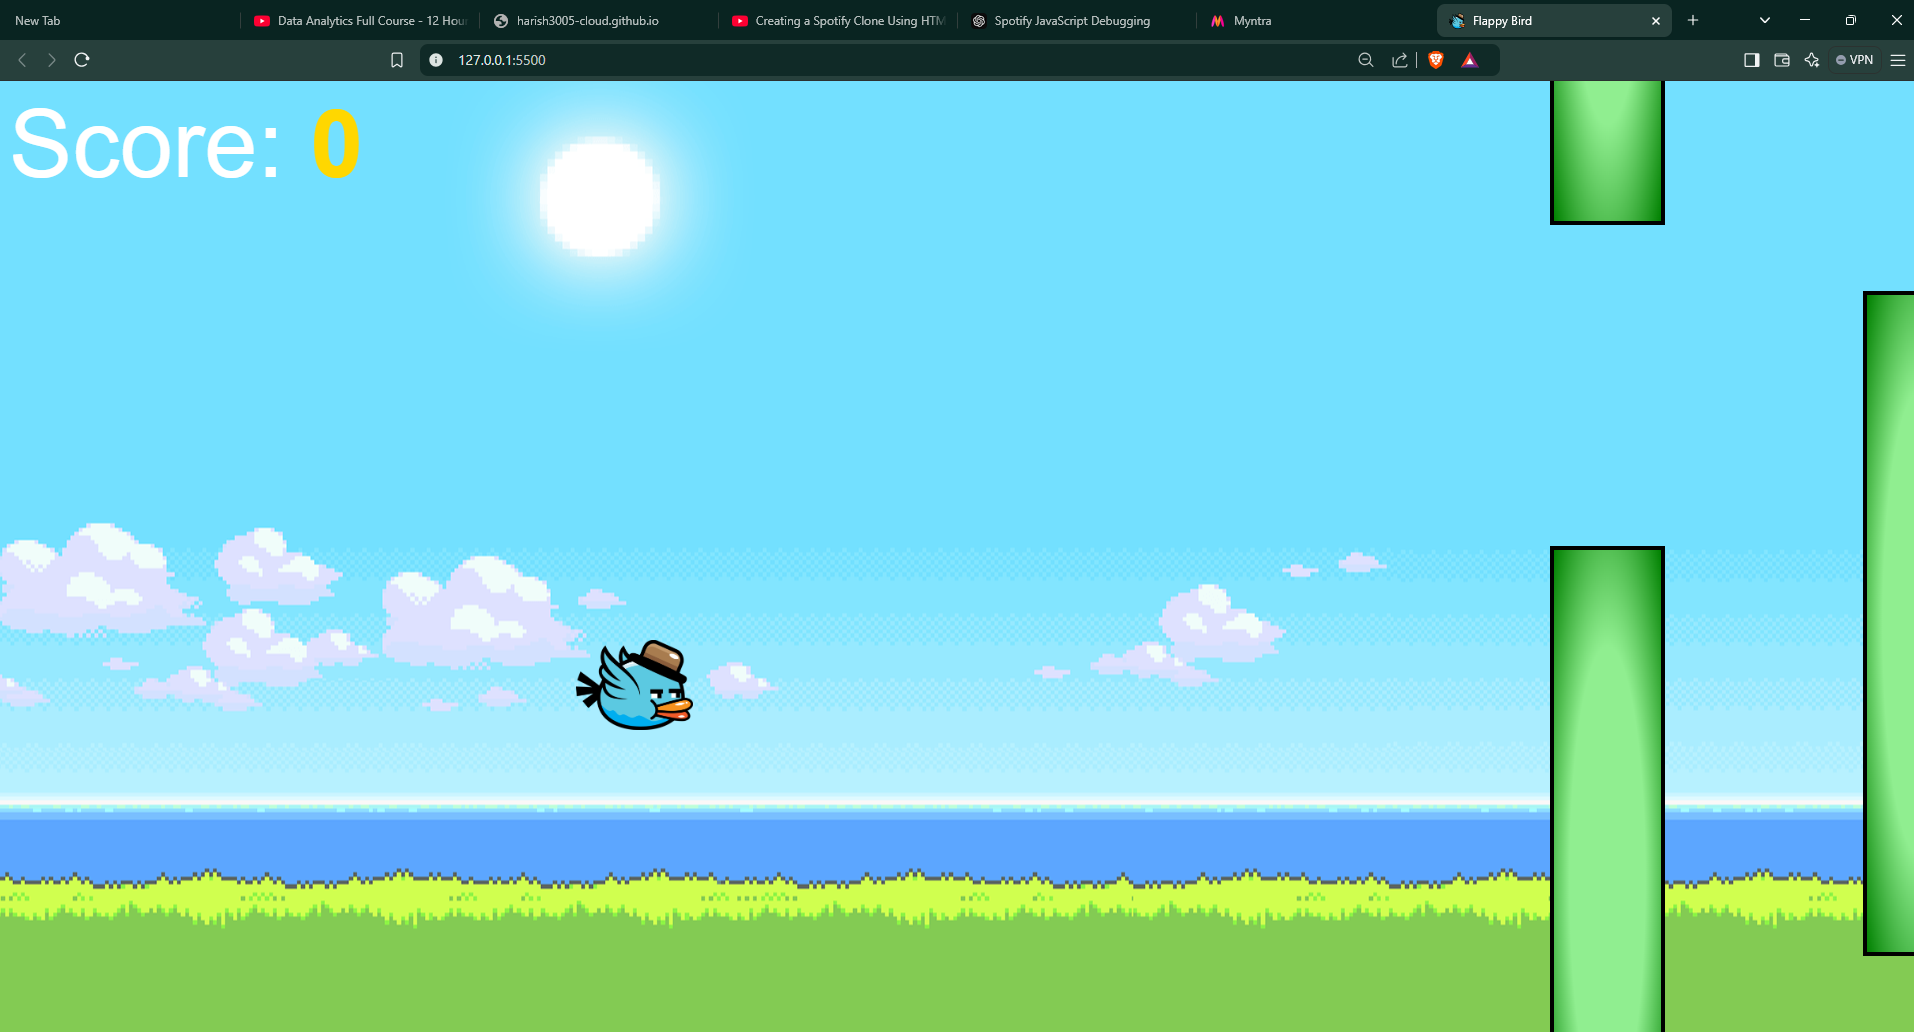 New Tab
Data Analytics Full Course - 12 Hou
harish3005-cloud.github.io
Creating a Spotify Clone Using HTM
Spotify JavaScript Debugging
Myntra
Flappy Bird
127.0.0.1:5500
VPN
Score: 0